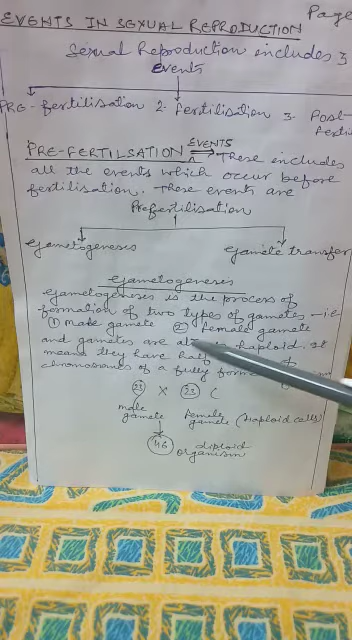 Page
EVENTS IN SEXUAL REPRODUCTION
Sexual Reproduction includes 3
Events
PRE-fertilisation 2. Fertilisation 3. Post-
Ferti
PRE-FERTILSATION EVENTS These includes
all the events which occur before
fertilisation. These events are
Prefertilisation
Gametogenesis Gamete transfer
Gametogenesis
Gametogenesis is the process of
formation of two types of gametes - i.e
① Male gamete ② female gamete
and gametes are haploid. It
means they have half of
chromosomes of a fully
23 × 23 (
male gamete Female gamete (haploid cells)
46 diploid
organism